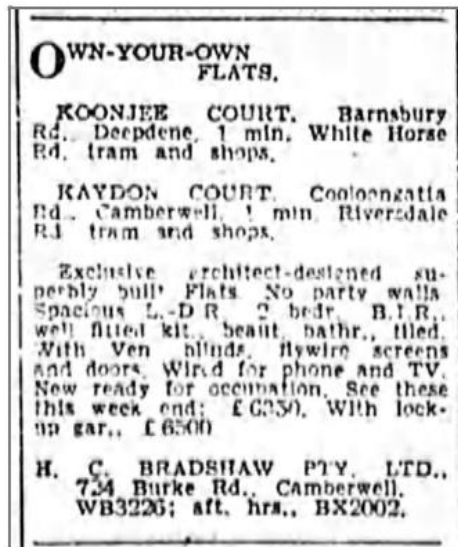 OWN-YOUR-OWN
FLATS.
KOONJEE COURT. Barnsbury
Rd., Deepdene, 1 min. White Horse
Rd. tram and shops.
KAYDON COURT. Cooloongatta
Rd., Camberwell, 1 min. Riversdale
Rd. tram and shops.
Exclusive architect-designed su-
perbly built Flats. No party walls.
Spacious L.-D.R., 2 bedr., B.I.R.,
well fitted kit., beaut. bathr., tiled.
With Ven blinds, flywire screens
and doors. Wired for phone and TV.
Now ready for occupation. See these
this week end; With lock-
up gar., £6500
H. C. BRADSHAW PTY. LTD.,
724 Burke Rd., Camberwell.
WB3226; aft. hrs., BX2002.